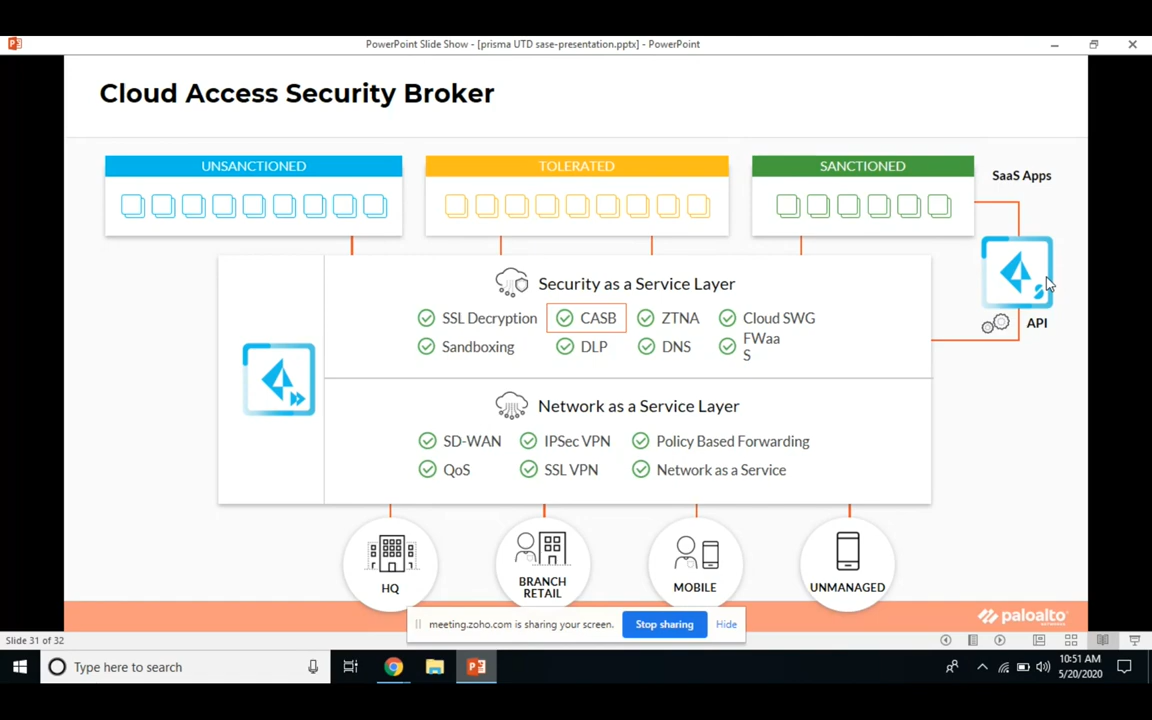 PowerPoint Slide Show - [prisma UTD sase-presentation.pptx] - PowerPoint
Cloud Access Security Broker
UNSANCTIONED
TOLERATED
SANCTIONED
SaaS Apps
Security as a Service Layer
SSL Decryption
CASB
ZTNA
Cloud SWG
Sandboxing
DLP
DNS
FWaa
S
API
Network as a Service Layer
SD-WAN
IPSec VPN
Policy Based Forwarding
QoS
SSL VPN
Network as a Service
HQ
BRANCH
RETAIL
MOBILE
UNMANAGED
meeting.zoho.com is sharing your screen.
Stop sharing
Hide
paloalto
Slide 31 of 32
Type here to search
10:51 AM
5/20/2020